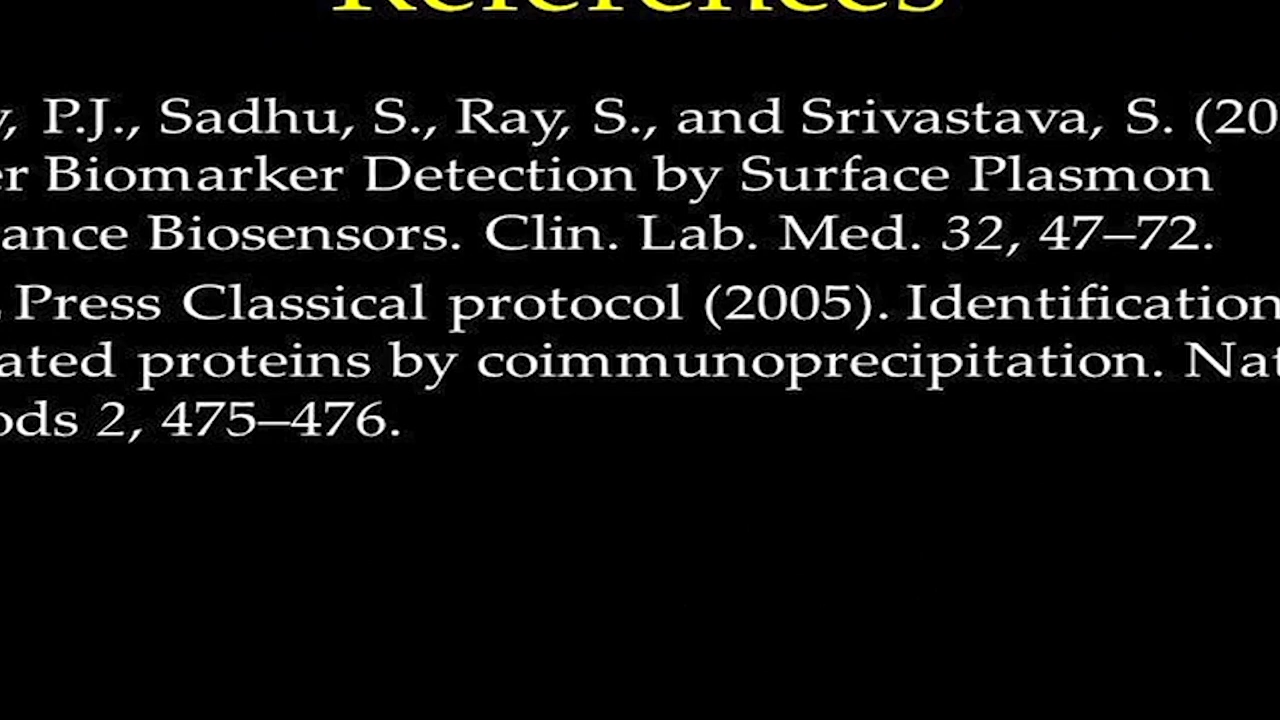 References
y, P.J., Sadhu, S., Ray, S., and Srivastava, S. (20
er Biomarker Detection by Surface Plasmon
ance Biosensors. Clin. Lab. Med. 32, 47–72.
Press Classical protocol (2005). Identification
ated proteins by coimmunoprecipitation. Nat
ods 2, 475–476.